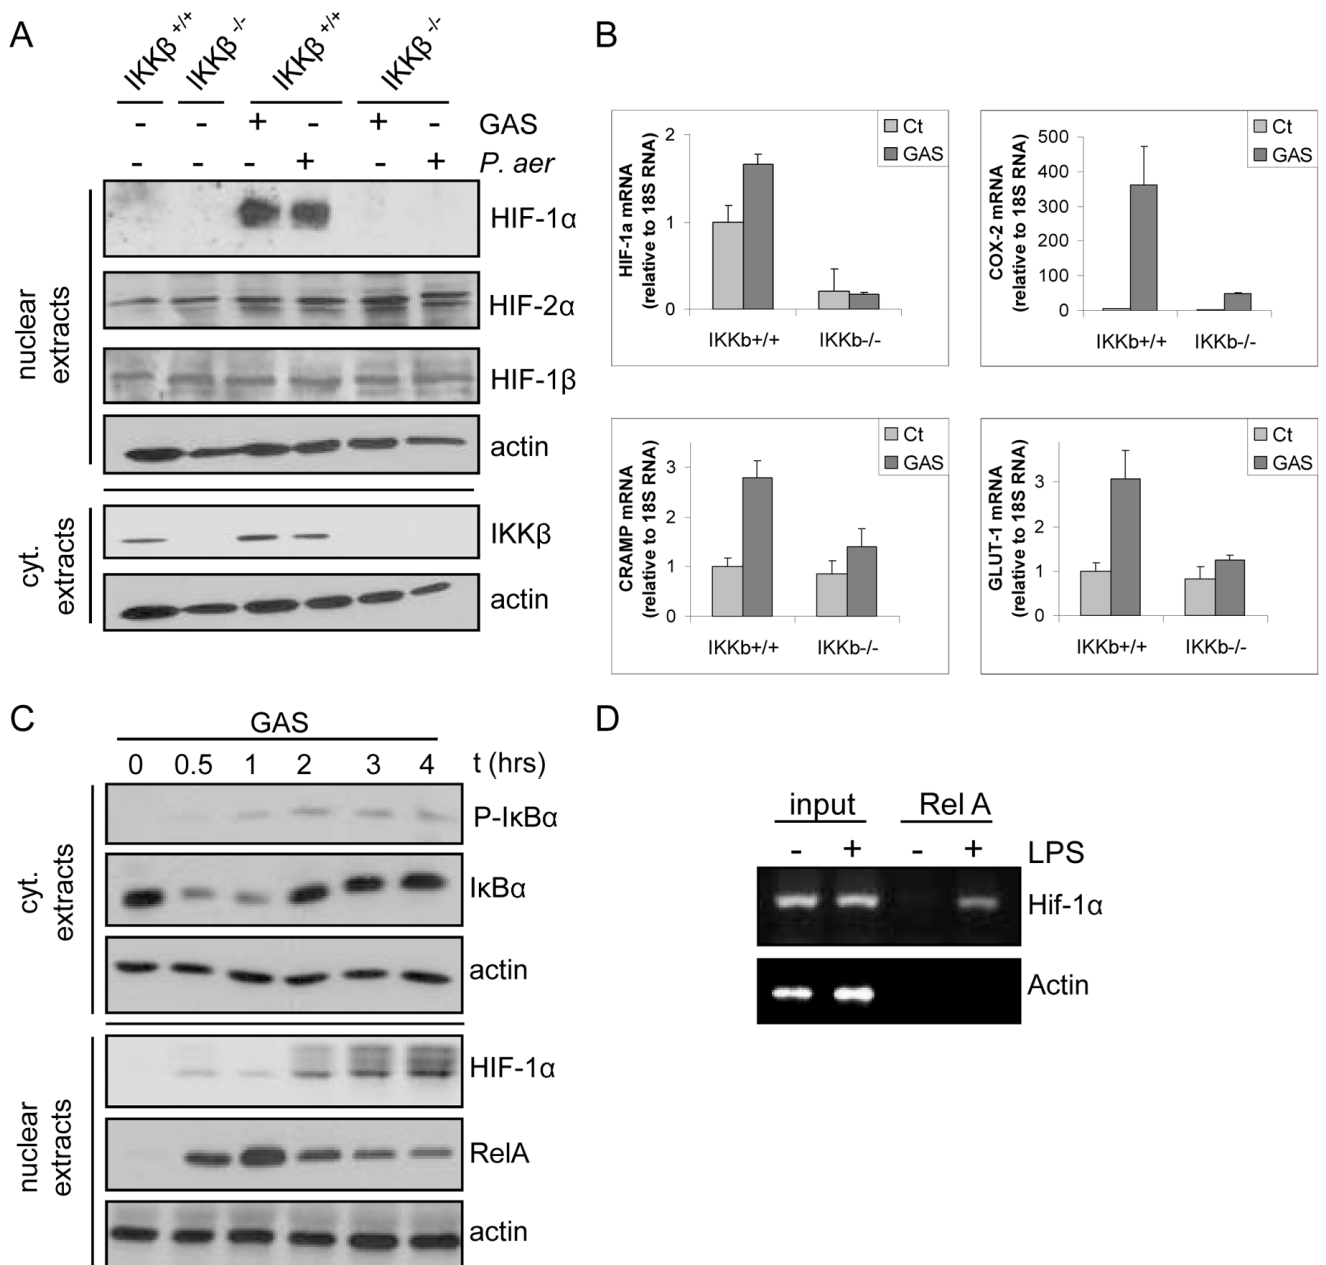 A
IKKβ +/+ IKKβ -/- IKKβ +/+ IKKβ -/-
- - + - + - GAS
- - - + - + P. aer
nuclear extracts
HIF-1α
HIF-2α
HIF-1β
actin
cyt. extracts
IKKβ
actin
B
HIF-1a mRNA
(relative to 18S RNA)
2
1
0
Ct
GAS
IKKb+/+ IKKb-/-
COX-2 mRNA
(relative to 18S RNA)
500
400
300
200
100
0
Ct
GAS
IKKb+/+ IKKb-/-
CRAMP mRNA
(relative to 18S RNA)
3
2
1
0
Ct
GAS
IKKb+/+ IKKb-/-
GLUT-1 mRNA
(relative to 18S RNA)
3
2
1
0
Ct
GAS
IKKb+/+ IKKb-/-
C
GAS
0 0.5 1 2 3 4 t (hrs)
cyt. extracts
P-IκBα
IκBα
actin
nuclear extracts
HIF-1α
RelA
actin
D
input Rel A
- + - + LPS
Hif-1α
Actin